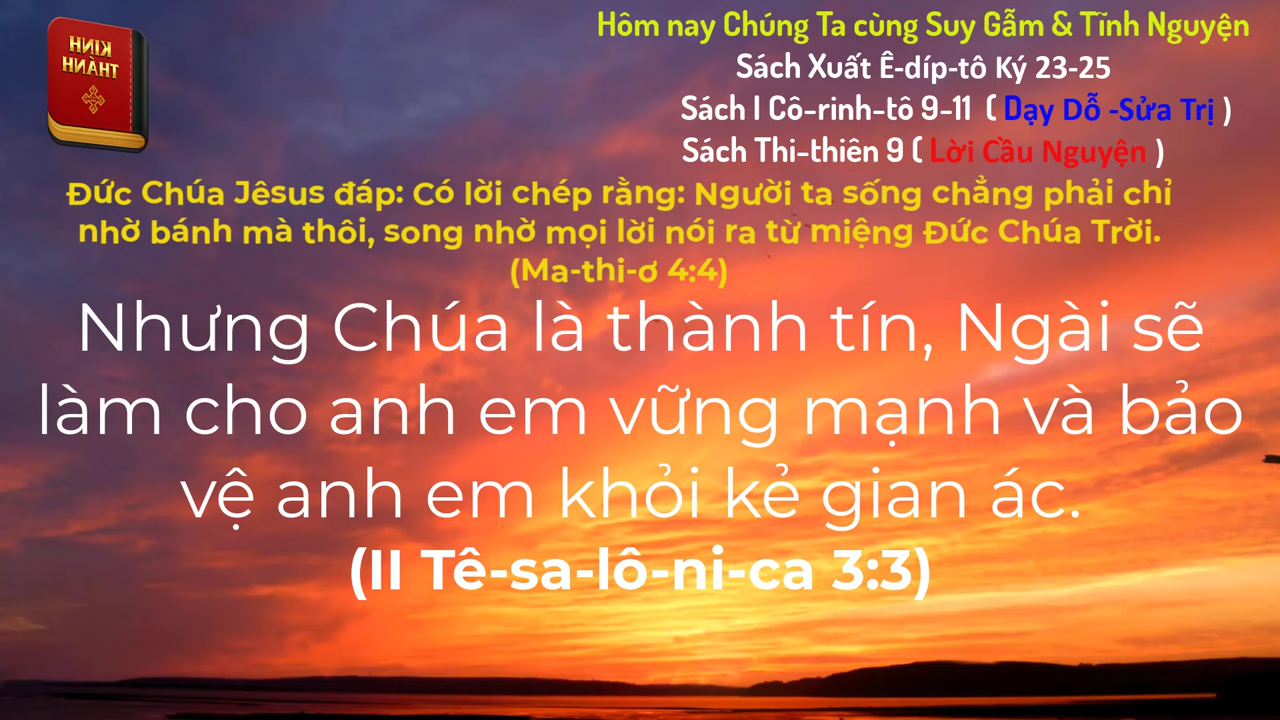 KINH
THÀNH
Hôm nay Chúng Ta cùng Suy Gẫm & Tĩnh Nguyện
Sách Xuất Ê-díp-tô Ký 23-25
Sách I Cô-rinh-tô 9-11 ( Dạy Dỗ -Sửa Trị )
Sách Thi-thiên 9 ( Lời Cầu Nguyện )
Đức Chúa Jêsus đáp: Có lời chép rằng: Người ta sống chẳng phải chỉ
nhờ bánh mà thôi, song nhờ mọi lời nói ra từ miệng Đức Chúa Trời.
(Ma-thi-ơ 4:4)
Nhưng Chúa là thành tín, Ngài sẽ
làm cho anh em vững mạnh và bảo
vệ anh em khỏi kẻ gian ác.
(II Tê-sa-lô-ni-ca 3:3)